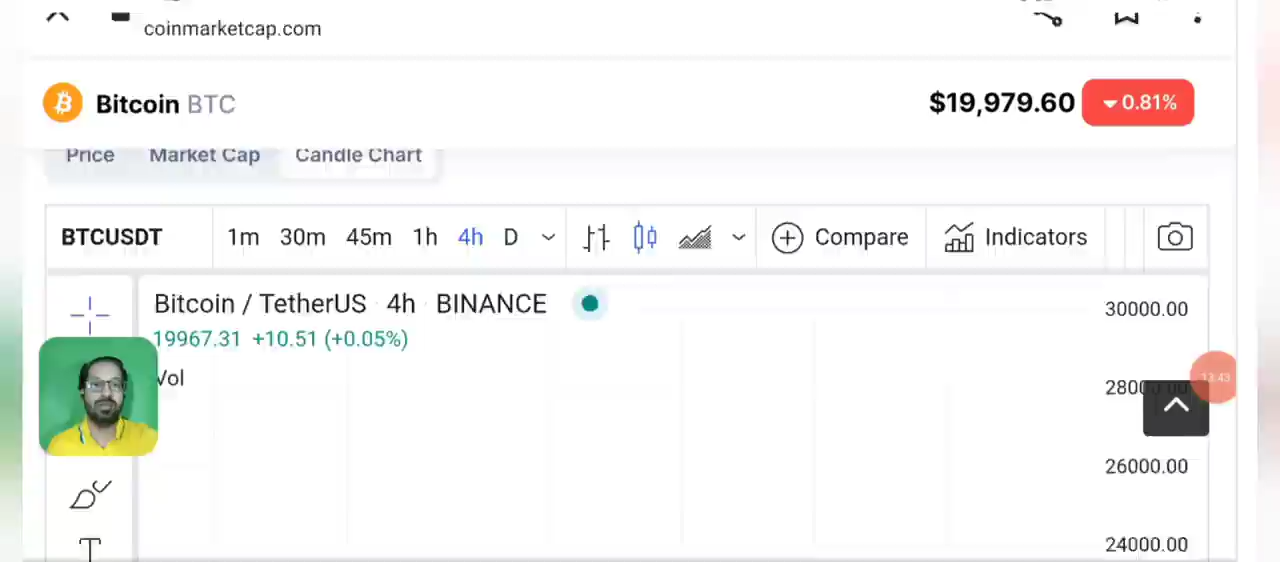 coinmarketcap.com
Bitcoin BTC
$19,979.60
0.81%
Price Market Cap Candle Chart
BTCUSDT 1m 30m 45m 1h 4h D Compare Indicators
Bitcoin / TetherUS 4h BINANCE
19967.31 +10.51 (+0.05%)
Vol
30000.00
13:43
26000.00
24000.00